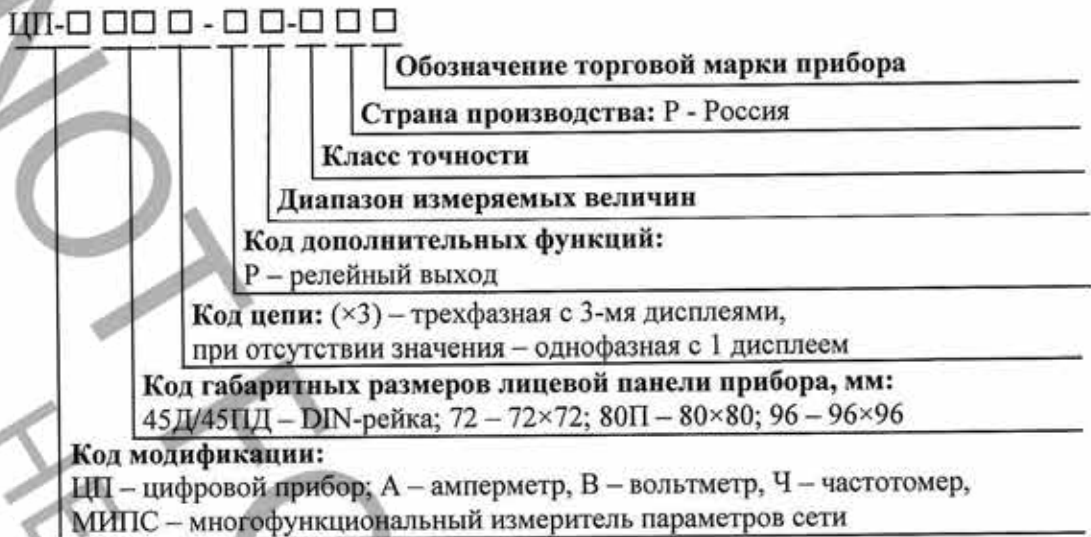 ЦП-□ □□ □ - □ □-□ □ □
Обозначение торговой марки прибора
Страна производства: Р - Россия
Класс точности
Диапазон измеряемых величин
Код дополнительных функций:
Р – релейный выход
Код цепи: (×3) – трехфазная с 3-мя дисплеями,
при отсутствии значения – однофазная с 1 дисплеем
Код габаритных размеров лицевой панели прибора, мм:
45Д/45ПД – DIN-рейка; 72 – 72×72; 80П – 80×80; 96 – 96×96
Код модификации:
ЦП – цифровой прибор; А – амперметр, В – вольтметр, Ч – частотомер,
МИПС – многофункциональный измеритель параметров сети